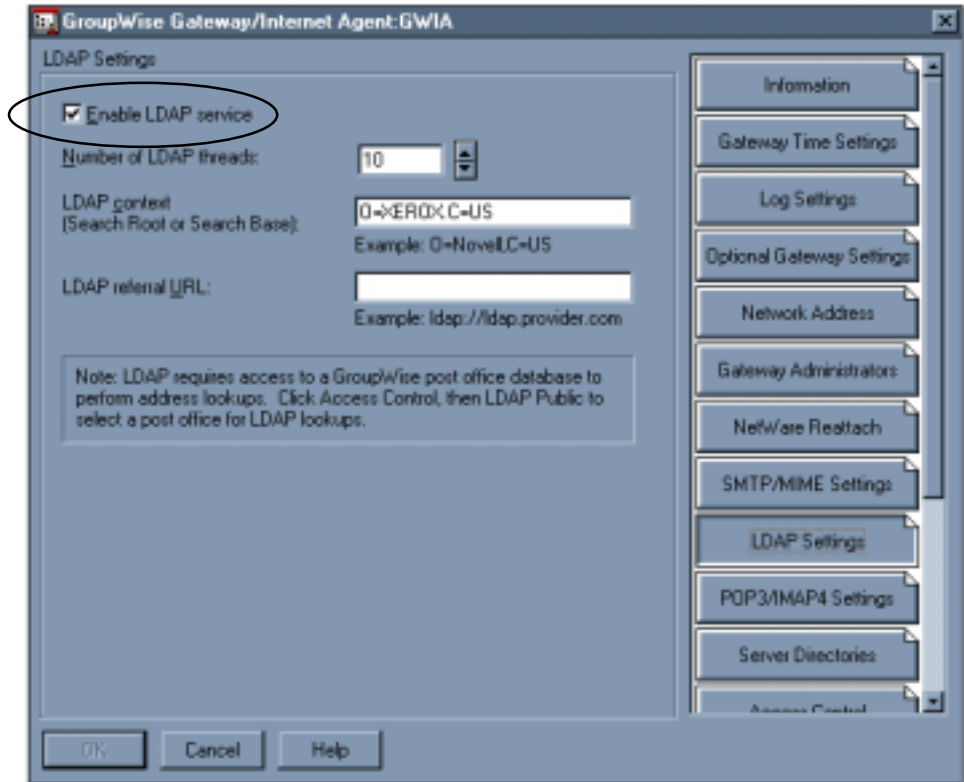 GroupWise Gateway/Internet Agent:GWIA
LDAP Settings
Enable LDAP service
Number of LDAP threads:
10
LDAP context
(Search Root or Search Base):
O=XEROX,C=US
Example: O=Novell,C=US
LDAP referral URL:
Example: ldap://ldap.provider.com
Note: LDAP requires access to a GroupWise post office database to
perform address lookups. Click Access Control, then LDAP Public to
select a post office for LDAP lookups.
Information
Gateway Time Settings
Log Settings
Optional Gateway Settings
Network Address
Gateway Administrators
NetWare Reattach
SMTP/MIME Settings
LDAP Settings
POP3/IMAP4 Settings
Server Directories
Access Control
OK
Cancel
Help